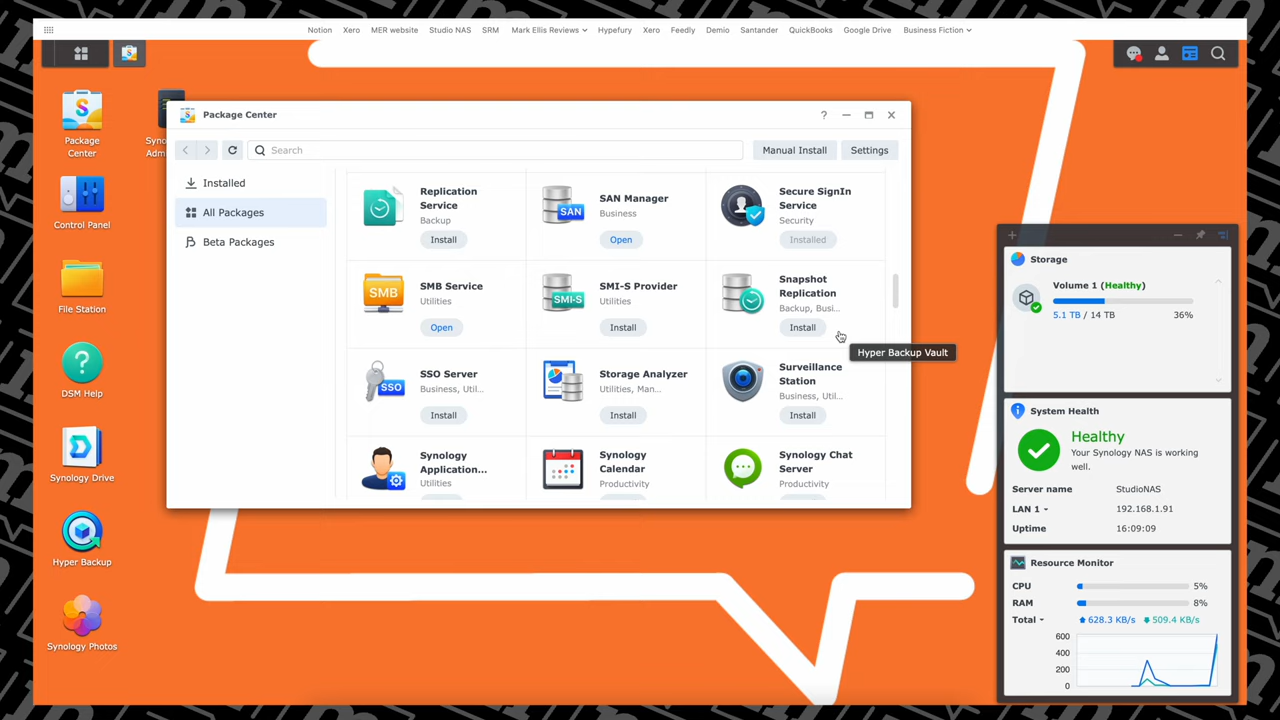 Notion Xero MER website Studio NAS SRM Mark Ellis Reviews Hypefury Xero Feedly Demio Santander QuickBooks Google Drive Business Fiction
Package
Center
Control Panel
File Station
DSM Help
Synology Drive
Hyper Backup
Synology Photos
Syno
Adm
Package Center
Search
Manual Install
Settings
Installed
All Packages
Beta Packages
Replication
Service
Backup
Install
SAN
SAN Manager
Business
Open
Secure SignIn
Service
Security
Installed
SMB
SMB Service
Utilities
Open
SMI-S
SMI-S Provider
Utilities
Install
Snapshot
Replication
Backup, Busi...
Install
Hyper Backup Vault
SSO
SSO Server
Business, Util...
Install
Storage Analyzer
Utilities, Man...
Install
Surveillance
Station
Business, Util...
Install
Synology
Application...
Utilities
Synology
Calendar
Productivity
Synology Chat
Server
Productivity
Storage
Volume 1 (Healthy)
5.1 TB / 14 TB 36%
System Health
Healthy
Your Synology NAS is working
well.
Server name StudioNAS
LAN 1 192.168.1.91
Uptime 16:09:09
Resource Monitor
CPU 5%
RAM 8%
Total 628.3 KB/s 509.4 KB/s
600
400
200
0